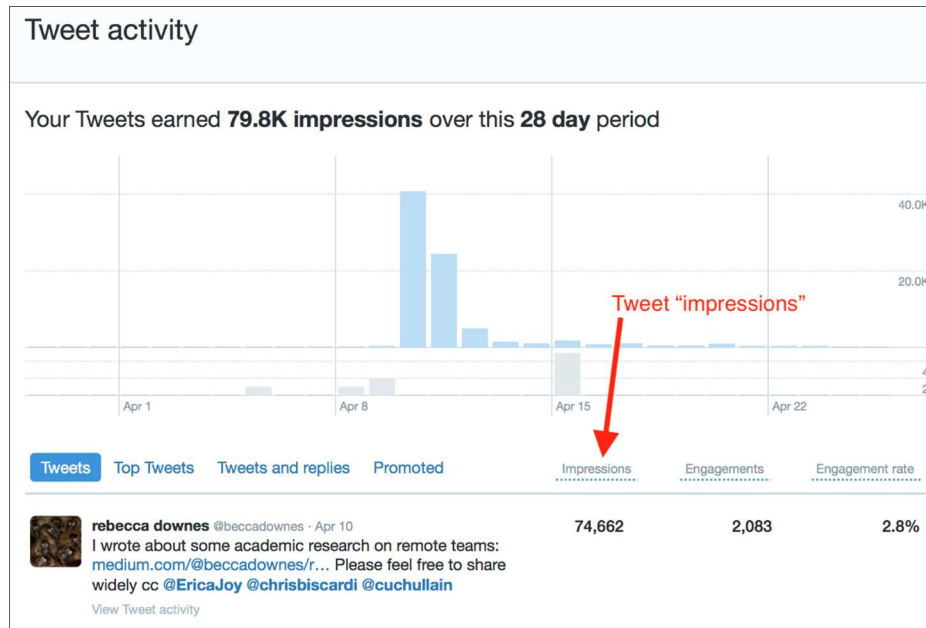 Tweet activity
Your Tweets earned 79.8K impressions over this 28 day period
40.0K
20.0K
Tweet “impressions”
4
2
Apr 1 Apr 8 Apr 15 Apr 22
Tweets Top Tweets Tweets and replies Promoted Impressions Engagements Engagement rate
rebecca downes @beccadownes · Apr 10 74,662 2,083 2.8%
I wrote about some academic research on remote teams:
medium.com/@beccadownes/r... Please feel free to share
widely cc @EricaJoy @chrisbiscardi @cuchullain
View Tweet activity